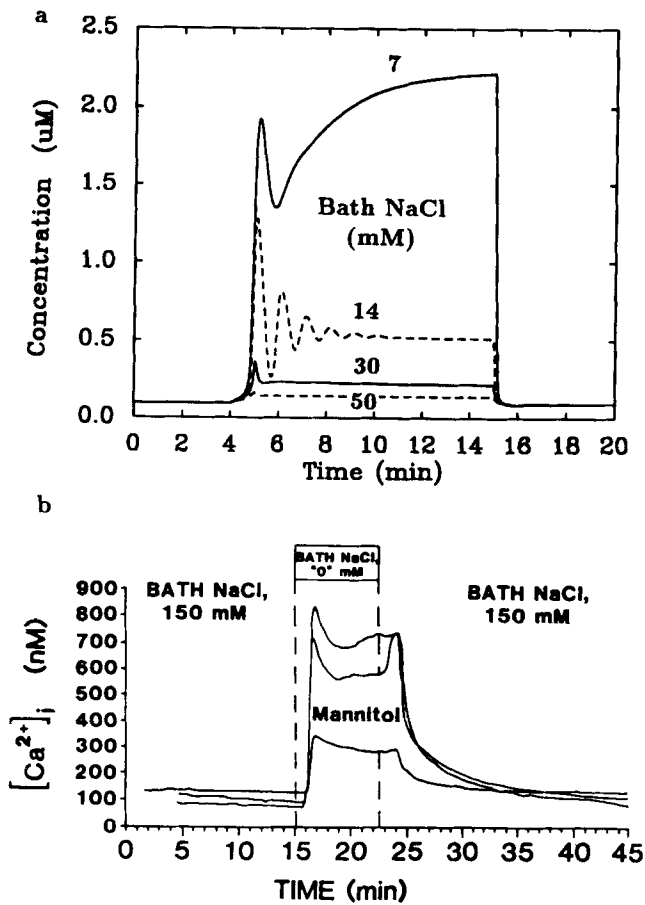 a
2.5
2.0
1.5
1.0
0.5
0.0
Concentration (uM)
7
Bath NaCl
(mM)
14
30
50
0 2 4 6 8 10 12 14 16 18 20
Time (min)
b
BATH NaCl,
"0" mM
BATH NaCl,
150 mM
BATH NaCl,
150 mM
900
800
700
600
500
400
300
200
100
0
[Ca2+]i (nM)
Mannitol
0 5 10 15 20 25 30 35 40 45
TIME (min)